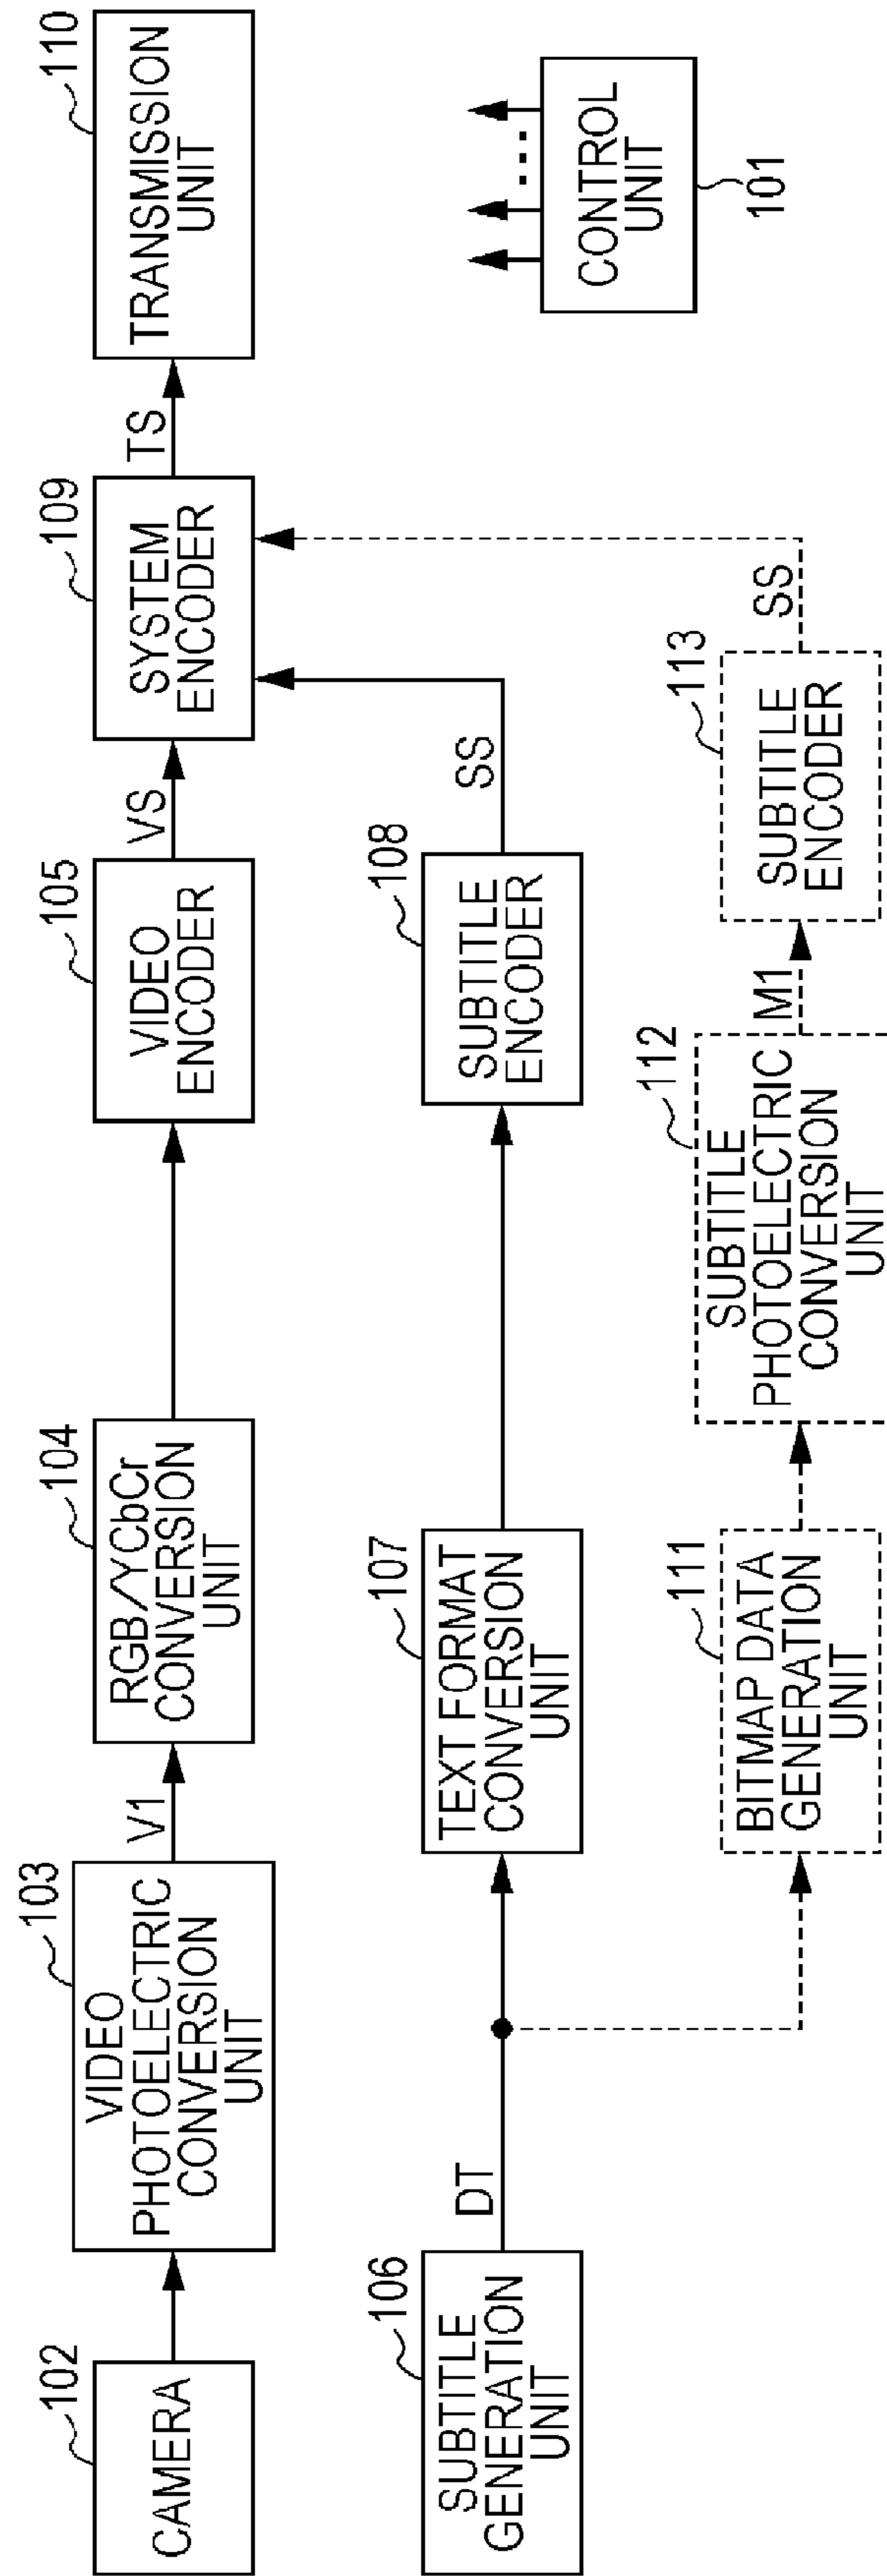 102
CAMERA
103
VIDEO
PHOTOELECTRIC
CONVERSION
UNIT
V1
104
RGB/YCbCr
CONVERSION
UNIT
105
VIDEO
ENCODER
VS
109
SYSTEM
ENCODER
TS
110
TRANSMISSION
UNIT
106
SUBTITLE
GENERATION
UNIT
DT
107
TEXT FORMAT
CONVERSION
UNIT
108
SUBTITLE
ENCODER
SS
CONTROL
UNIT
101
111
BITMAP DATA
GENERATION
UNIT
112
SUBTITLE
PHOTOELECTRIC
CONVERSION
UNIT
M1
113
SUBTITLE
ENCODER
SS